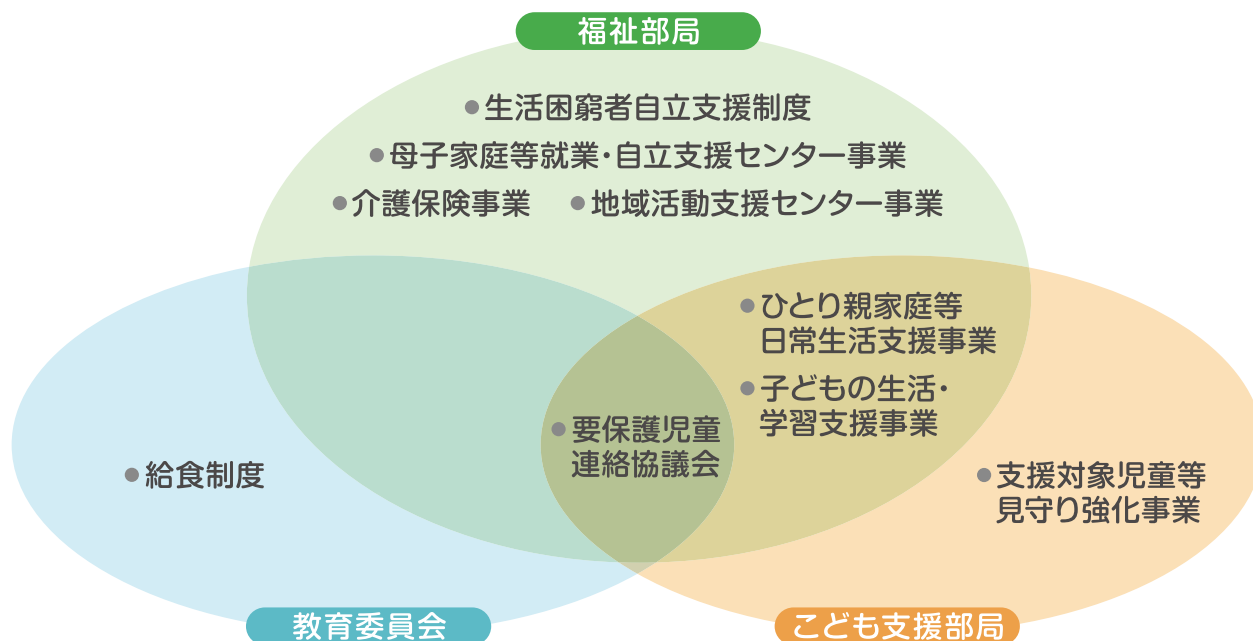 福祉部局
●生活困窮者自立支援制度
●母子家庭等就業・自立支援センター事業
●介護保険事業 ●地域活動支援センター事業
●ひとり親家庭等
日常生活支援事業
●子どもの生活・
学習支援事業
●要保護児童
連絡協議会
●給食制度
●支援対象児童等
見守り強化事業
教育委員会
こども支援部局